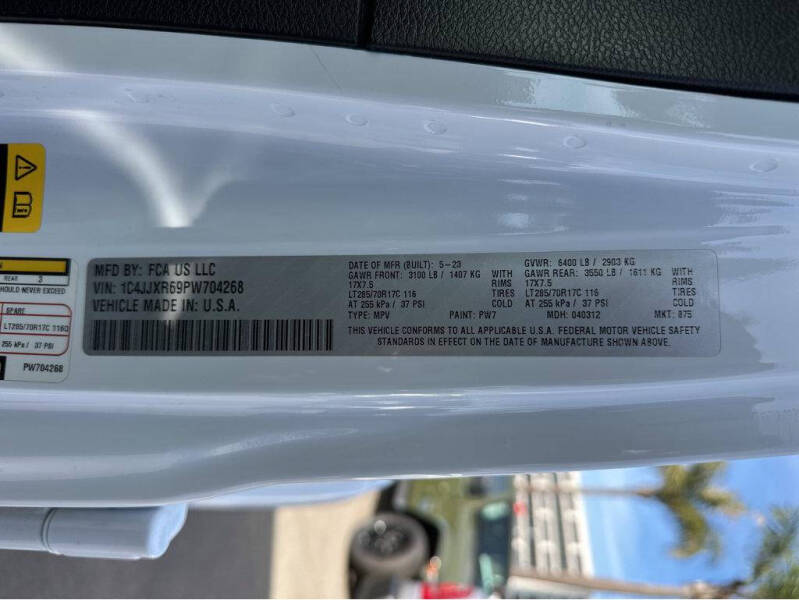 REAR 2
SHOULD NEVER EXCEED
SPARE
LT285/70R17C 116Q
255 kPa / 37 PSI
PW704268
MFD BY: FCA US LLC
VIN: 1C4JJXR69PW704268
VEHICLE MADE IN U.S.A.
DATE OF MFR (BUILT): 5-23 GVWR: 6400 LB / 2903 KG
GAWR FRONT: 3100 LB / 1407 KG WITH GAWR REAR: 3550 LB / 1611 KG WITH
17X7.5 RIMS 17X7.5 RIMS
LT285/70R17C 116 TIRES LT285/70R17C 116 TIRES
AT 255 kPa / 37 PSI COLD AT 255 kPa / 37 PSI COLD
TYPE: MPV PAINT: PW7 MDH: 040312 MKT: 875
THIS VEHICLE CONFORMS TO ALL APPLICABLE U.S.A. FEDERAL MOTOR VEHICLE SAFETY
STANDARDS IN EFFECT ON THE DATE OF MANUFACTURE SHOWN ABOVE.